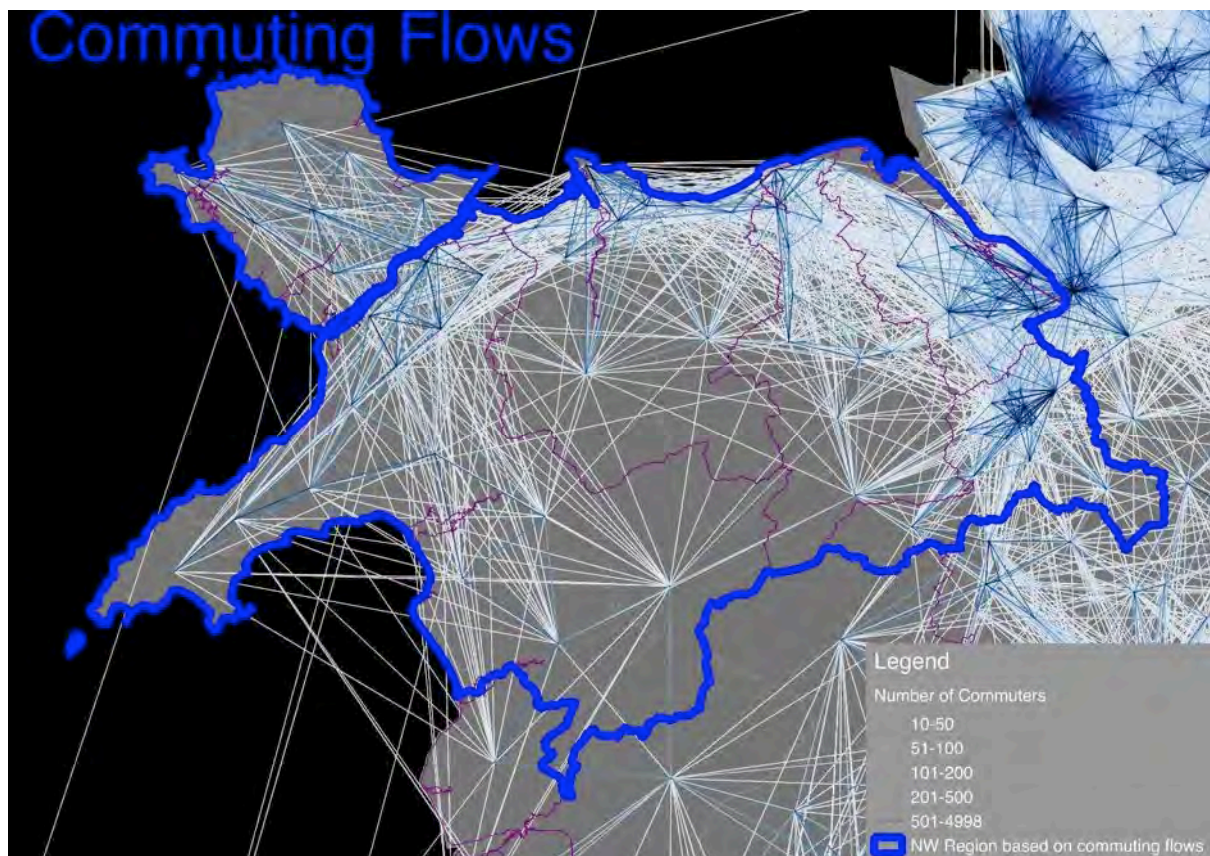 Commuting Flows
Legend
Number of Commuters
10-50
51-100
101-200
201-500
501-4998
NW Region based on commuting flows